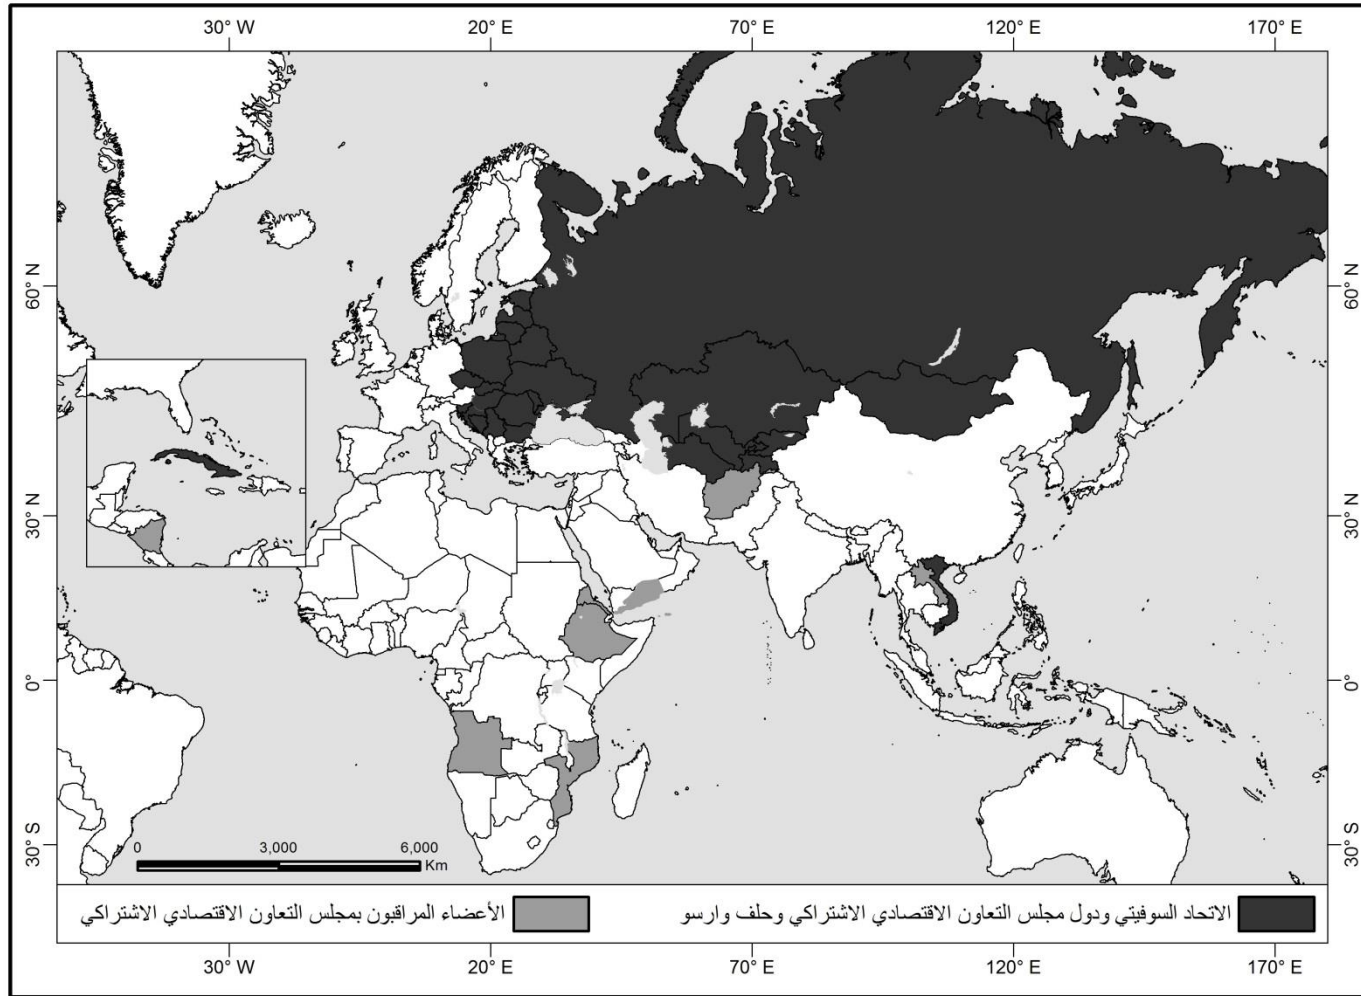 30° W 20° E 70° E 120° E 170° E
60° N 60° N
30° N 30° N
0° 0°
30° S 30° S
0 3,000 6,000
Km
الاتحاد السوفيتي ودول مجلس التعاون الاقتصادي الاشتراكي وحلف وارسو
الأعضاء المراقبون بمجلس التعاون الاقتصادي الاشتراكي
30° W 20° E 70° E 120° E 170° E